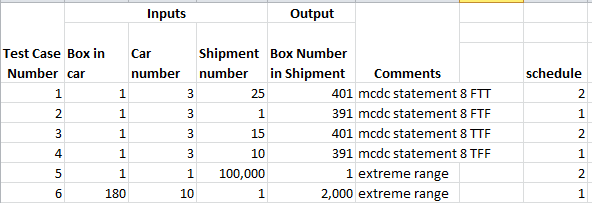 Inputs Output
Test Case Box in Car Shipment Box Number
Number car number number in Shipment Comments schedule
1 1 3 25 401 mcdc statement 8 FTT 2
2 1 3 1 391 mcdc statement 8 FTF 1
3 1 3 15 401 mcdc statement 8 TTF 2
4 1 3 10 391 mcdc statement 8 TFF 1
5 1 1 100,000 1 extreme range 2
6 180 10 1 2,000 extreme range 1